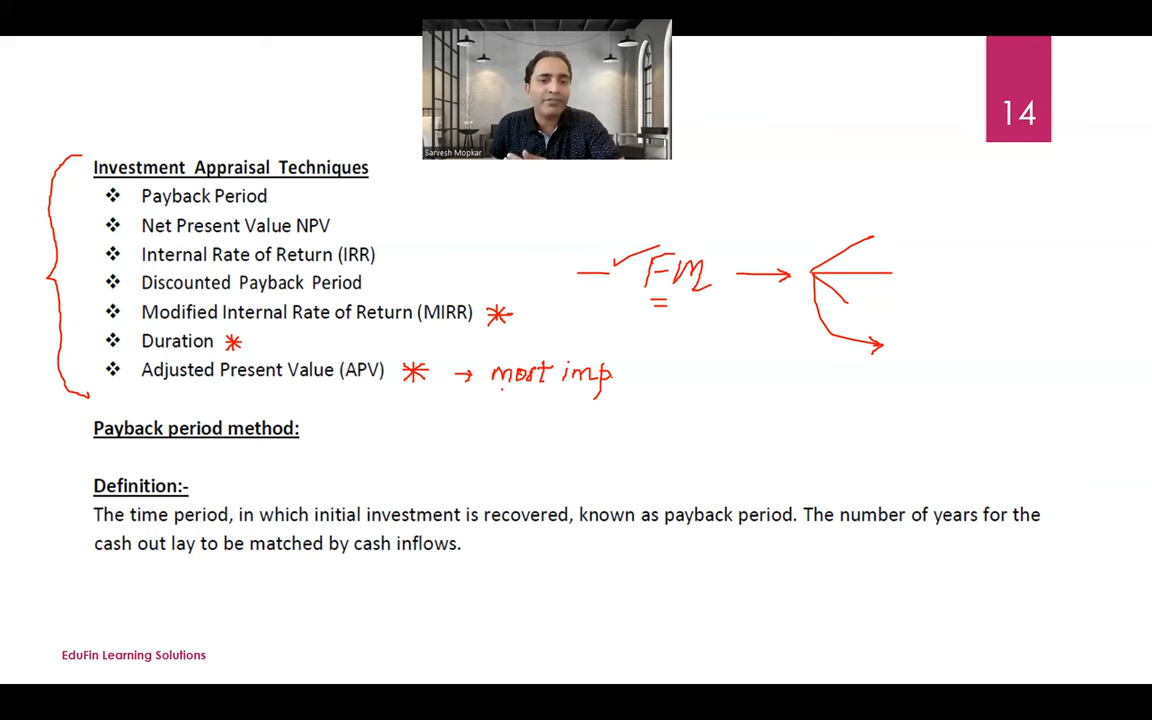 Sarvesh Mopkar
14
Investment Appraisal Techniques
❖ Payback Period
❖ Net Present Value NPV
❖ Internal Rate of Return (IRR)
❖ Discounted Payback Period
❖ Modified Internal Rate of Return (MIRR) *
❖ Duration *
❖ Adjusted Present Value (APV) * → most imp
FM →
Payback period method:
Definition:-
The time period, in which initial investment is recovered, known as payback period. The number of years for the
cash out lay to be matched by cash inflows.
EduFin Learning Solutions